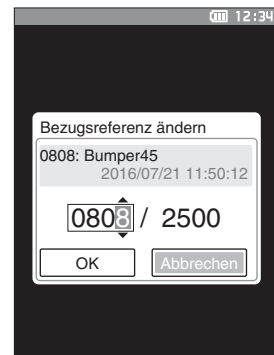 12:34
Bezugsreferenz ändern
0808: Bumper45
2016/07/21 11:50:12
0808 / 2500
OK
Abbrechen